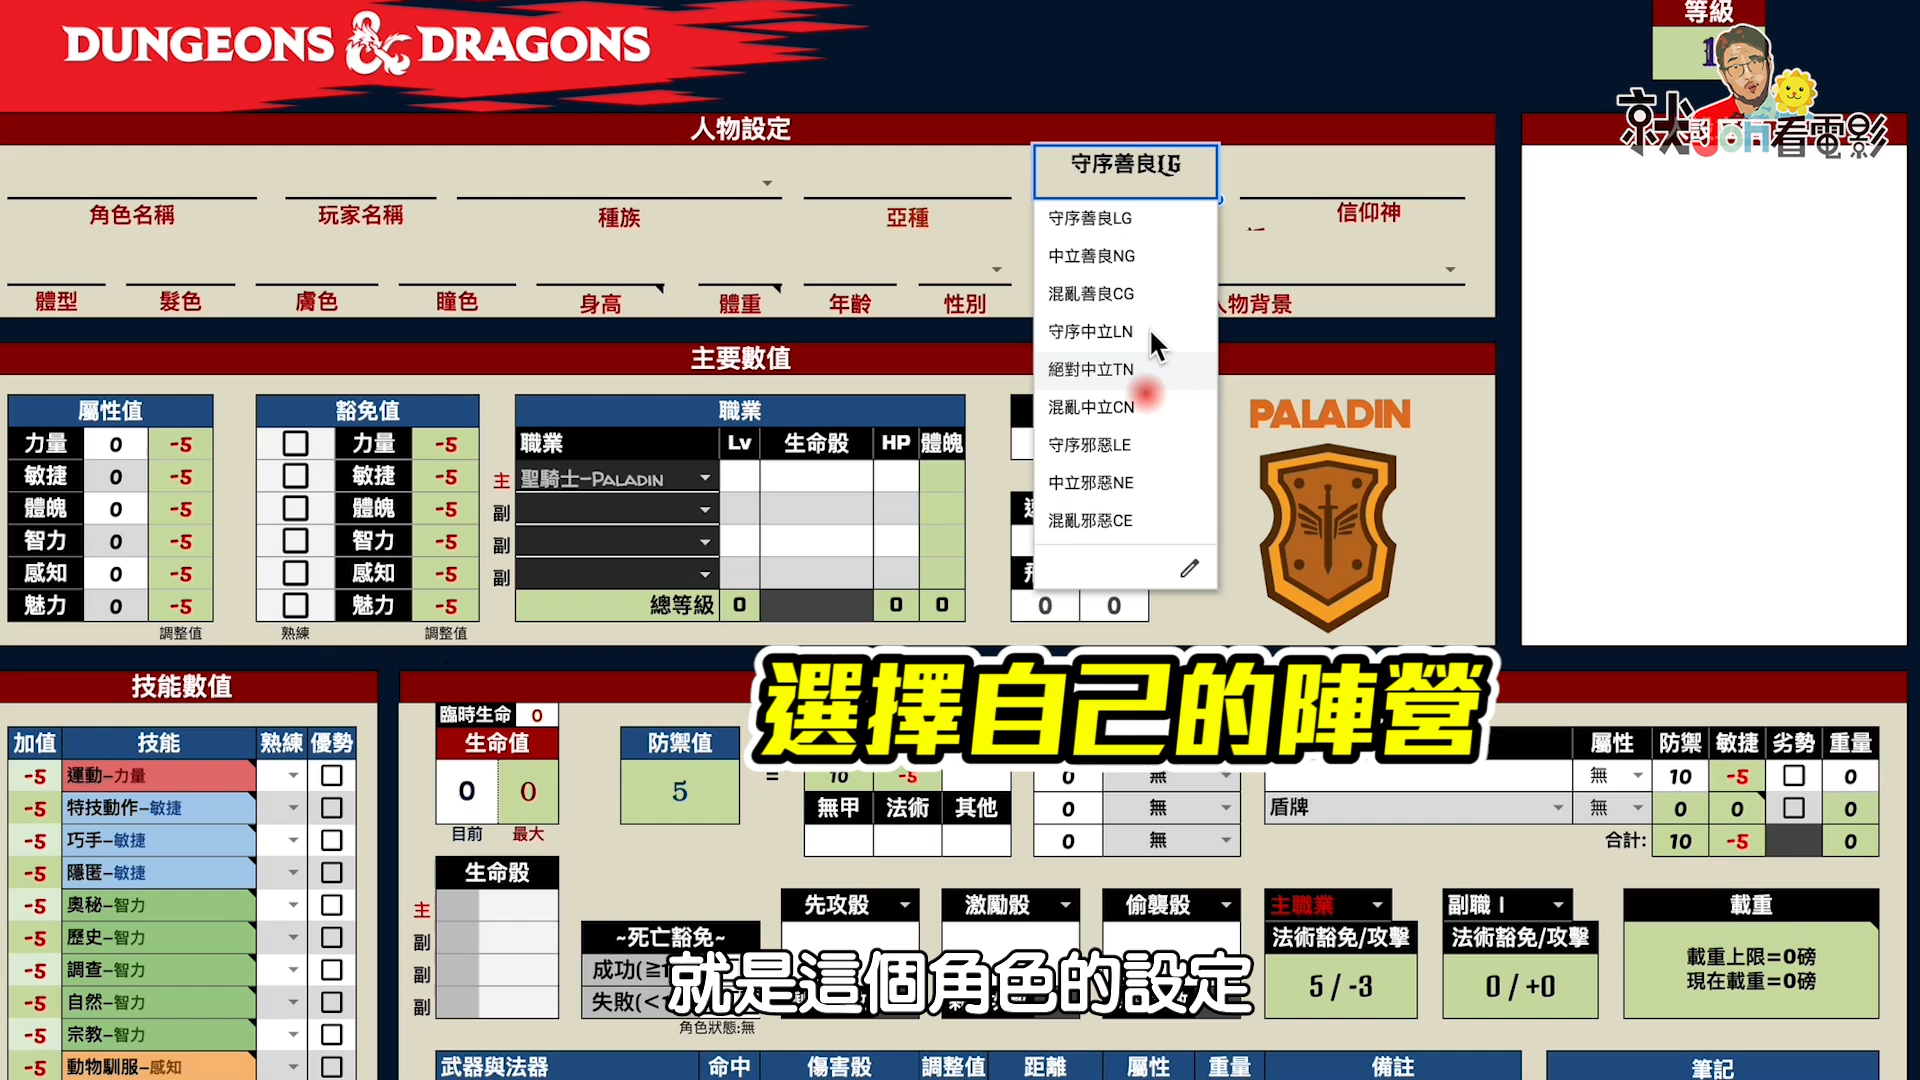 DUNGEONS & DRAGONS
等級
就Jon看電影
人物設定
守序善良LG
角色名稱
玩家名稱
種族
亞種
信仰神
守序善良LG
中立善良NG
混亂善良CG
守序中立LN
絕對中立TN
混亂中立CN
守序邪惡LE
中立邪惡NE
混亂邪惡CE
體型
髮色
膚色
瞳色
身高
體重
年齡
性別
人物背景
主要數值
屬性值
力量 0 -5
敏捷 0 -5
體魄 0 -5
智力 0 -5
感知 0 -5
魅力 0 -5
調整值
豁免值
力量 -5
敏捷 -5
體魄 -5
智力 -5
感知 -5
魅力 -5
熟練 調整值
職業
職業 Lv 生命骰 HP 體魄
主 聖騎士-PALADIN
副
副
副
總等級 0 0 0
0 0
PALADIN
選擇自己的陣營
技能數值
加值 技能 熟練 優勢
-5 運動-力量
-5 特技動作-敏捷
-5 巧手-敏捷
-5 隱匿-敏捷
-5 奧秘-智力
-5 歷史-智力
-5 調查-智力
-5 自然-智力
-5 宗教-智力
-5 動物馴服-感知
臨時生命 0
生命值
0 0
目前 最大
生命骰
主
副
副
副
防禦值
5
= 10 -5
無甲 法術 其他
0 無
0 無
0 無
屬性 防禦 敏捷 劣勢 重量
無 10 -5 0
盾牌 無 0 0 0
合計: 10 -5 0
~死亡豁免~
成功(≧1
失敗(<
角色狀態:無
先攻骰
激勵骰
偷襲骰
主職業
法術豁免/攻擊
5 / -3
副職 I
法術豁免/攻擊
0 / +0
載重
載重上限=0磅
現在載重=0磅
就是這個角色的設定
武器與法器 命中 傷害骰 調整值 距離 屬性 重量 備註
筆記